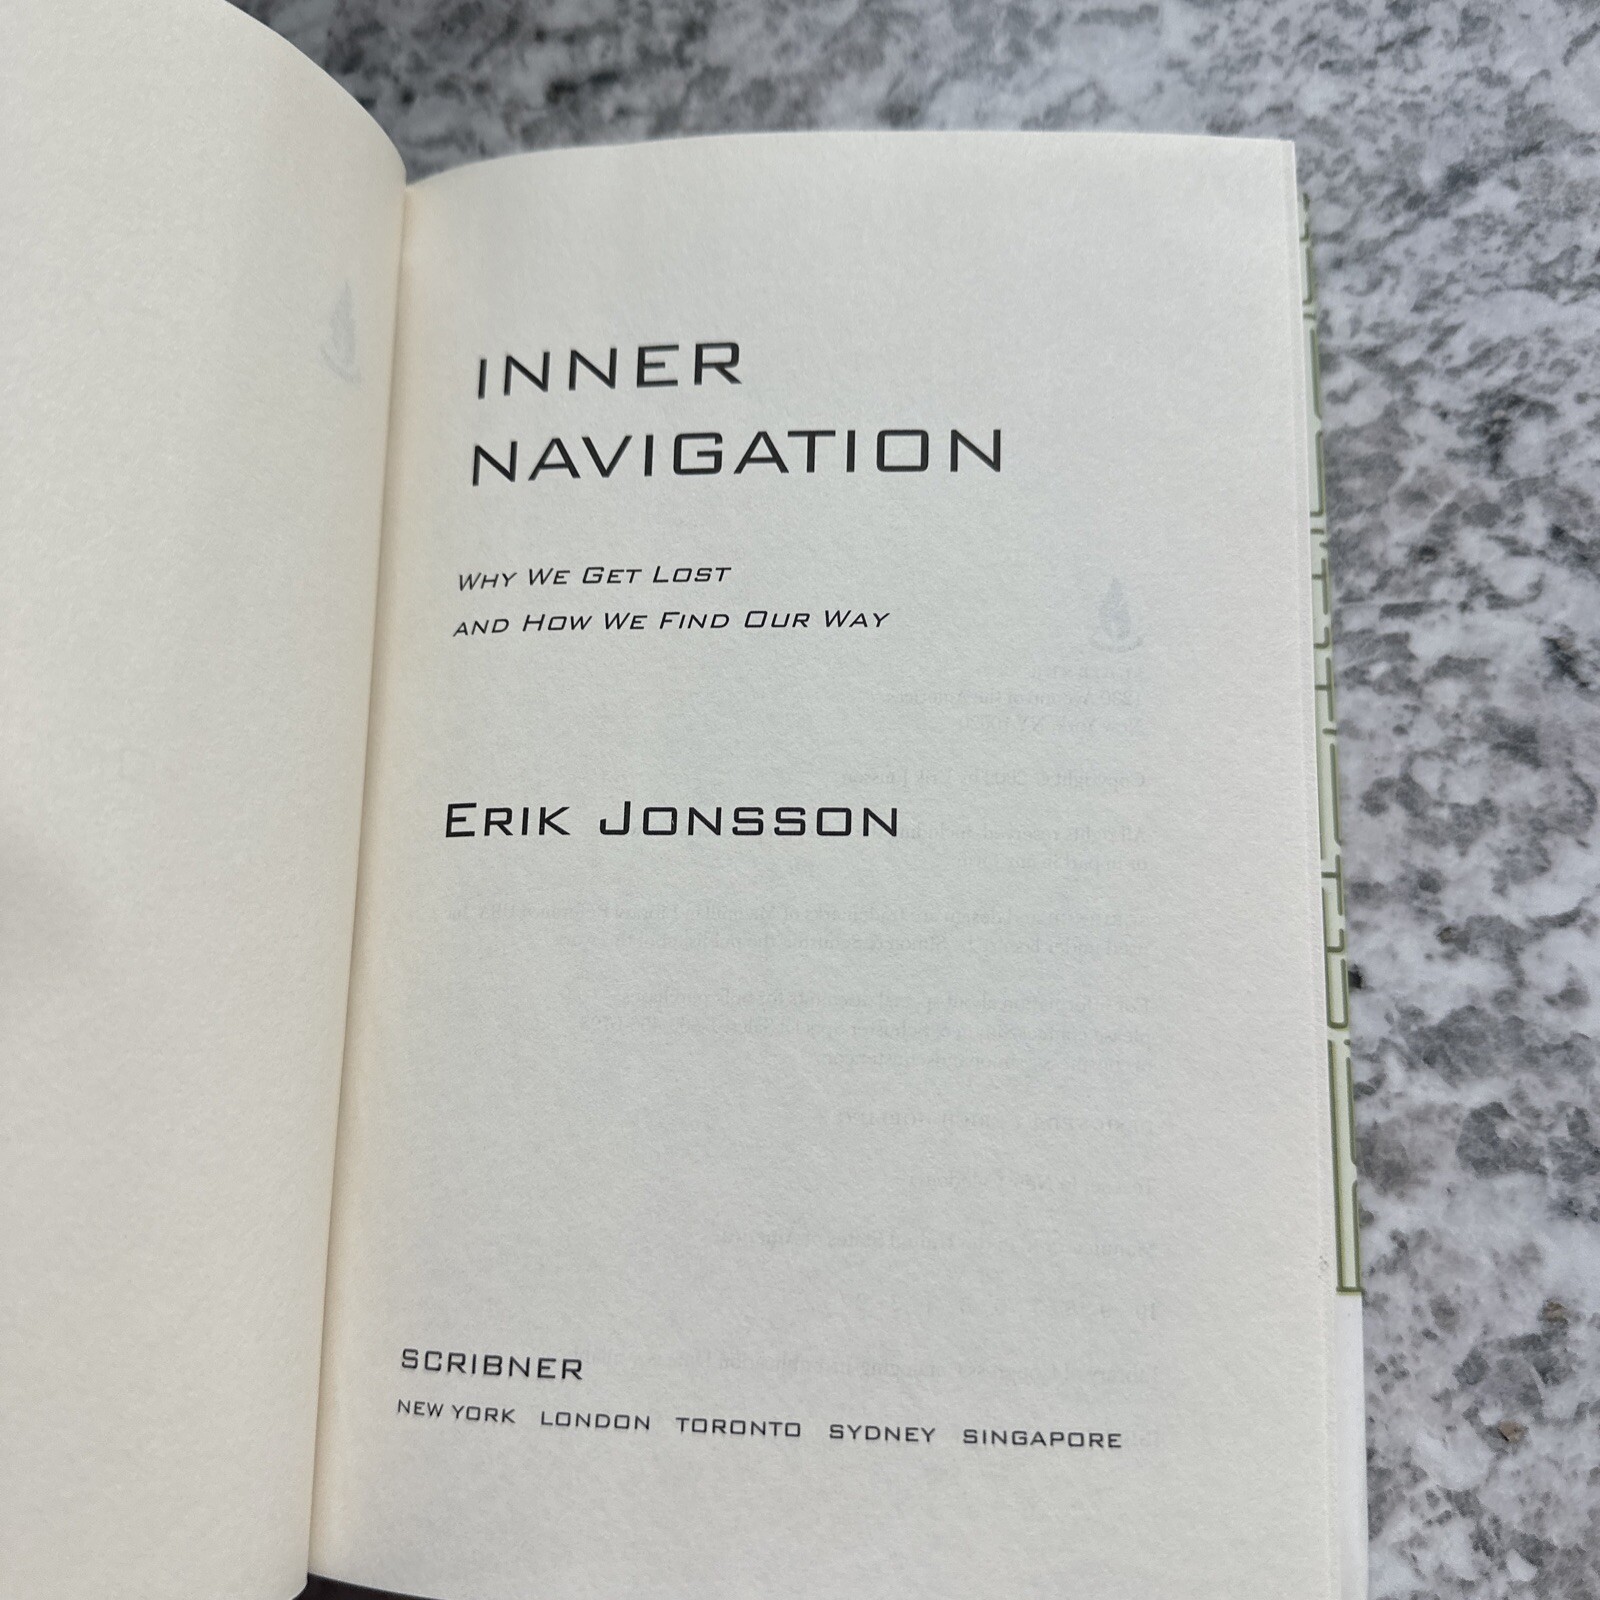 INNER
NAVIGATION
WHY WE GET LOST
AND HOW WE FIND OUR WAY
ERIK JONSSON
SCRIBNER
NEW YORK LONDON TORONTO SYDNEY SINGAPORE